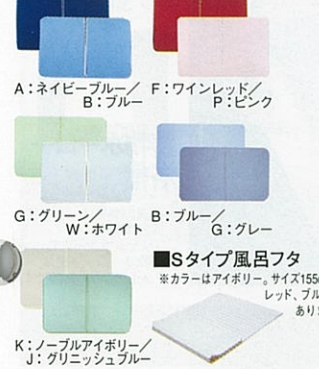 A：ネイビーブルー／
B：ブルー
F：ワインレッド／
P：ピンク
G：グリーン／
W：ホワイト
B：ブルー／
G：グレー
K：ノーブルアイボリー／
J：グリニッシュブルー
■Sタイプ風呂フタ
※カラーはアイボリー。サイズ155
レッド、ブル
あり